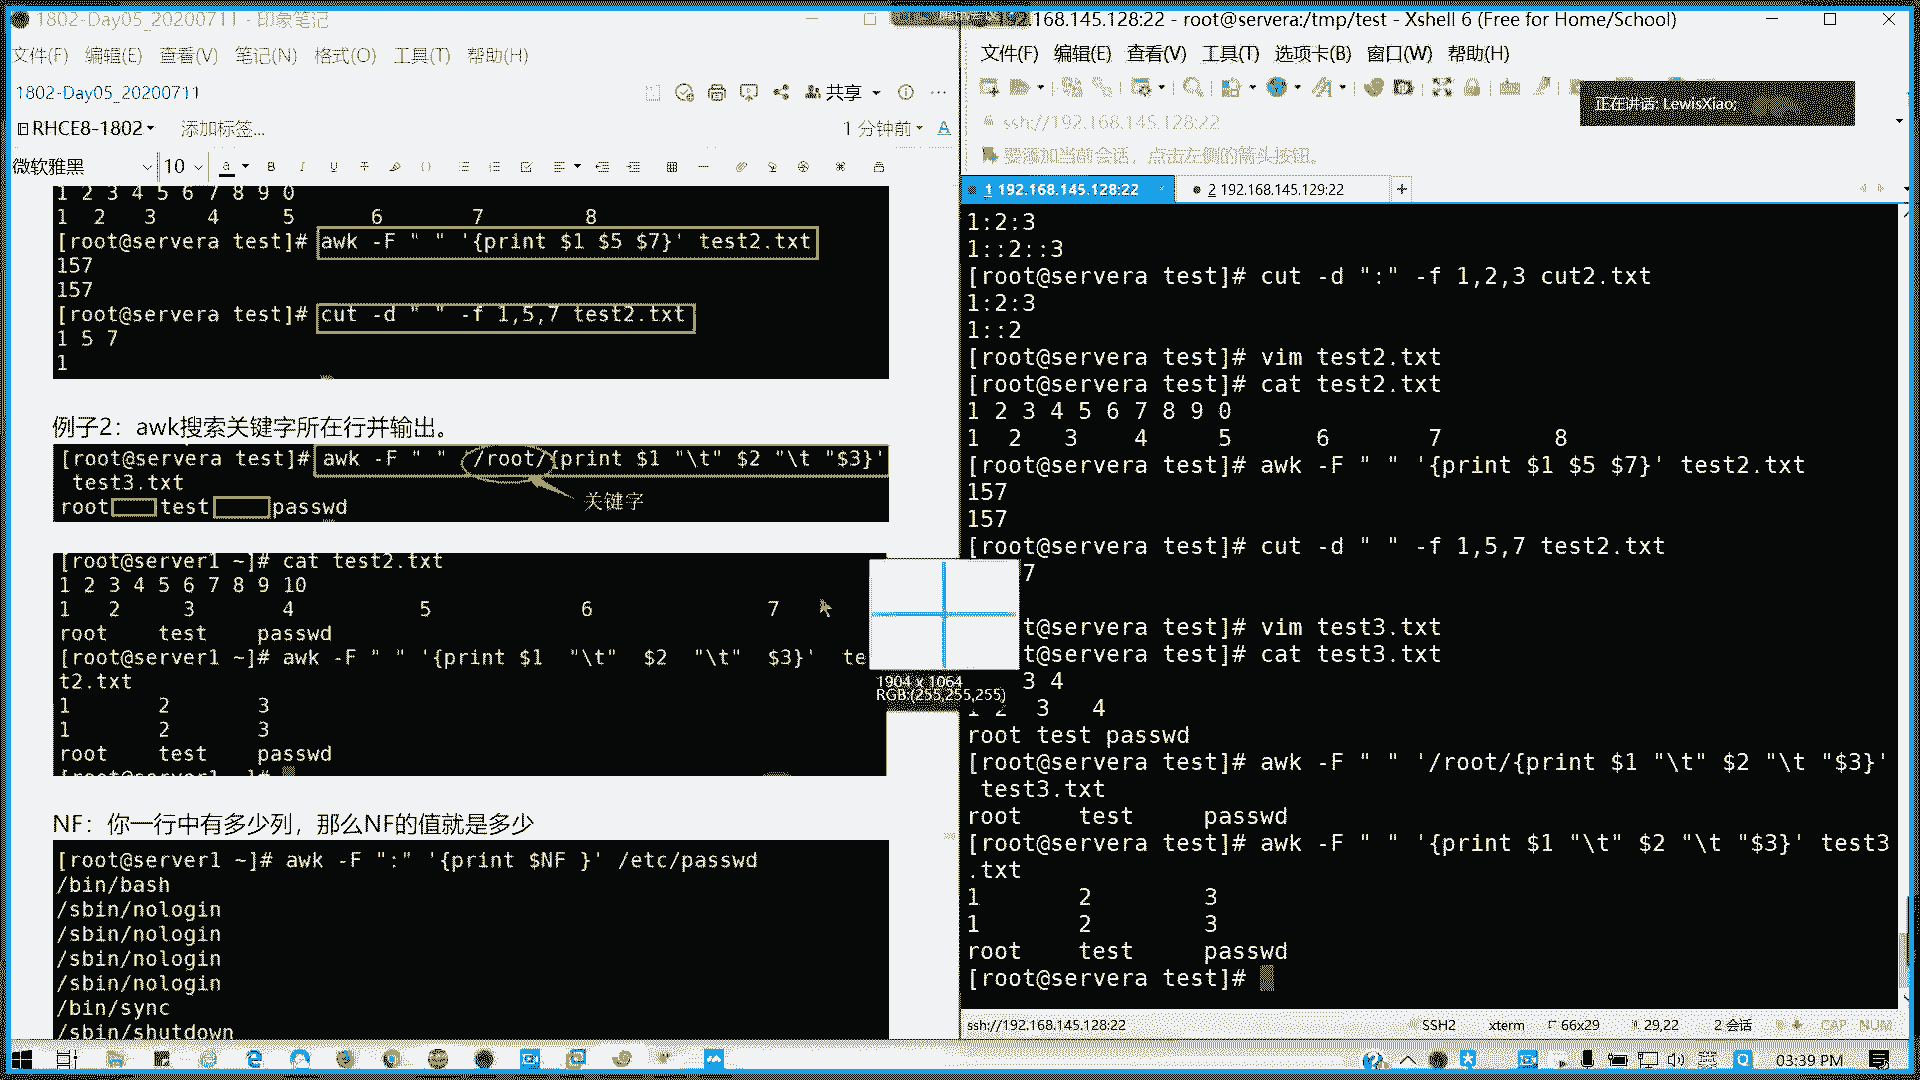 1802-Day05_20200711 - 印象笔记
文件(F) 编辑(E) 查看(V) 笔记(N) 格式(O) 工具(T) 帮助(H)
1802-Day05_20200711
共享
RHCE8-1802
添加标签...
1 分钟前
微软雅黑 10
1 2 3 4 5 6 7 8 9 0
1 2 3 4 5 6 7 8
[root@servera test]# awk -F " " '{print $1 $5 $7}' test2.txt
157
157
[root@servera test]# cut -d " " -f 1,5,7 test2.txt
1 5 7
1
例子2：awk搜索关键字所在行并输出。
[root@servera test]# awk -F " " '/root/{print $1 "\t" $2 "\t "$3}'
test3.txt
root test passwd
关键字
[root@server1 ~]# cat test2.txt
1 2 3 4 5 6 7 8 9 10
1 2 3 4 5 6 7
root test passwd
[root@server1 ~]# awk -F " " '{print $1 "\t" $2 "\t" $3}' te
t2.txt
1 2 3
1 2 3
root test passwd
[root@server1 ~]#
NF：你一行中有多少列，那么NF的值就是多少
[root@server1 ~]# awk -F ":" '{print $NF }' /etc/passwd
/bin/bash
/sbin/nologin
/sbin/nologin
/sbin/nologin
/sbin/nologin
/bin/sync
/sbin/shutdown
192.168.145.128:22 - root@servera:/tmp/test - Xshell 6 (Free for Home/School)
文件(F) 编辑(E) 查看(V) 工具(T) 选项卡(B) 窗口(W) 帮助(H)
正在讲话: LewisXiao;
ssh://192.168.145.128:22
要添加当前会话，点击左侧的箭头按钮。
1 192.168.145.128:22
2 192.168.145.129:22
1:2:3
1::2::3
[root@servera test]# cut -d ":" -f 1,2,3 cut2.txt
1:2:3
1::2
[root@servera test]# vim test2.txt
[root@servera test]# cat test2.txt
1 2 3 4 5 6 7 8 9 0
1 2 3 4 5 6 7 8
[root@servera test]# awk -F " " '{print $1 $5 $7}' test2.txt
157
157
[root@servera test]# cut -d " " -f 1,5,7 test2.txt
7
t@servera test]# vim test3.txt
t@servera test]# cat test3.txt
3 4
1 2 3 4
root test passwd
[root@servera test]# awk -F " " '/root/{print $1 "\t" $2 "\t "$3}'
test3.txt
root test passwd
[root@servera test]# awk -F " " '{print $1 "\t" $2 "\t "$3}' test3
.txt
1 2 3
1 2 3
root test passwd
[root@servera test]#
1904 x 1064
RGB:(255,255,255)
ssh://192.168.145.128:22 SSH2 xterm 66x29 29,22 2 会话 CAP NUM
03:39 PM